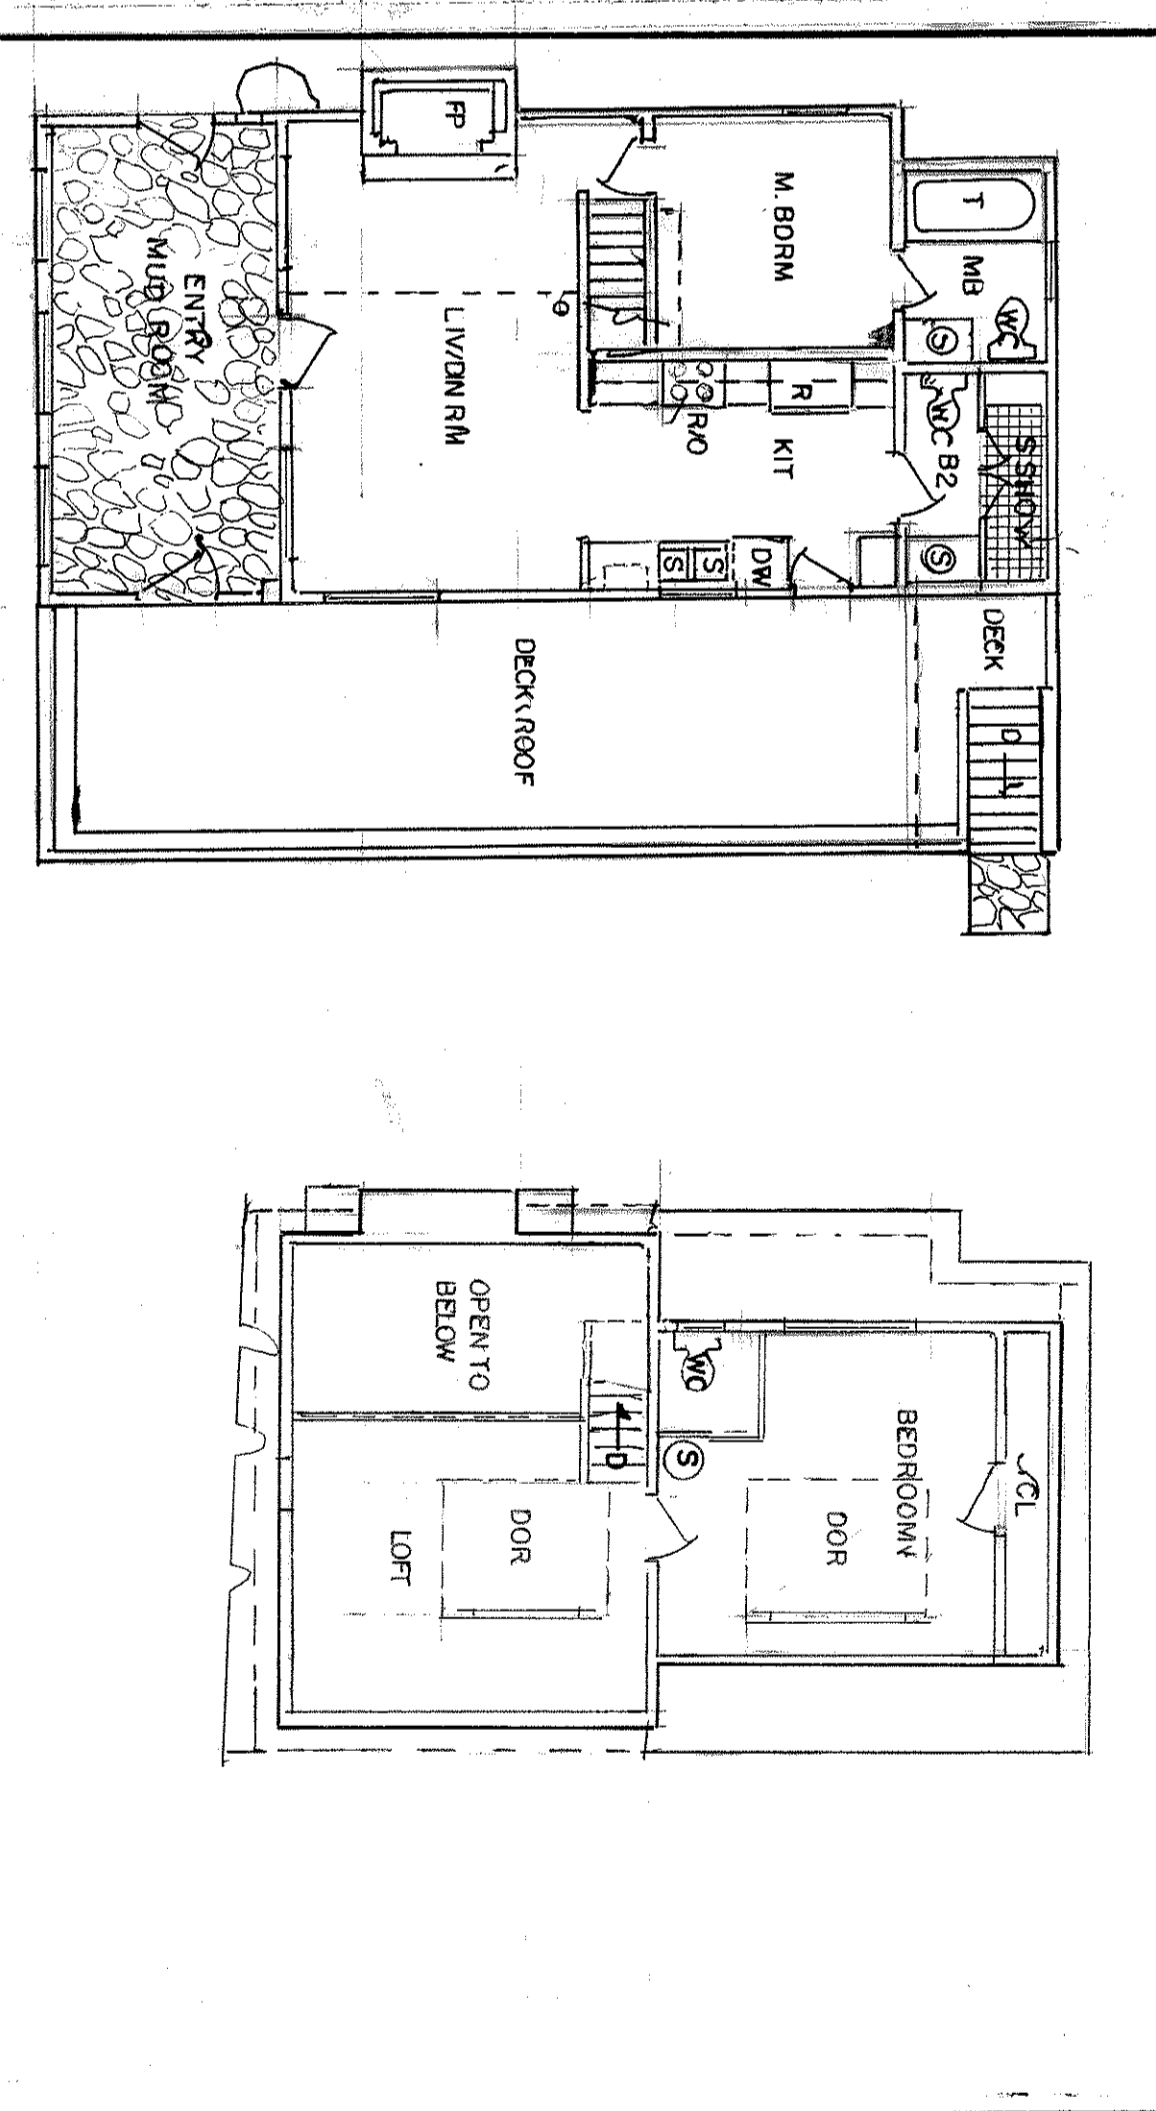 FP
M. BDRM
T
MB
WC
S
ENTRY
MUD ROOM
LIV/DN RM
R/O
R
KIT
WC B2
S SHOW
S
S
S
DW
DECK
D
DECK/ROOF
OPEN TO
BELOW
D
WC
S
BEDROOM
CL
DOR
DOR
LOFT